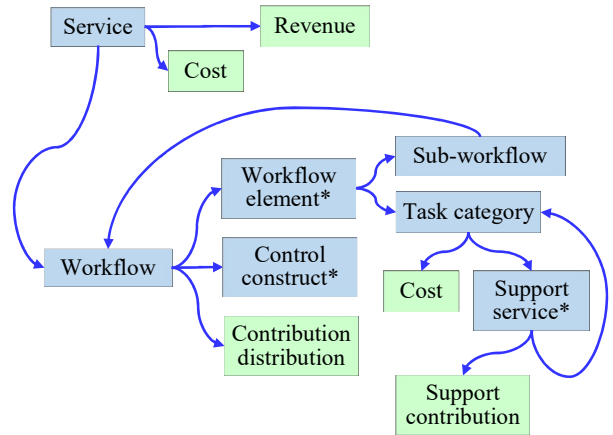 Service
Revenue
Cost
Sub-workflow
Workflow
element*
Task category
Workflow
Control
construct*
Cost
Support
service*
Contribution
distribution
Support
contribution